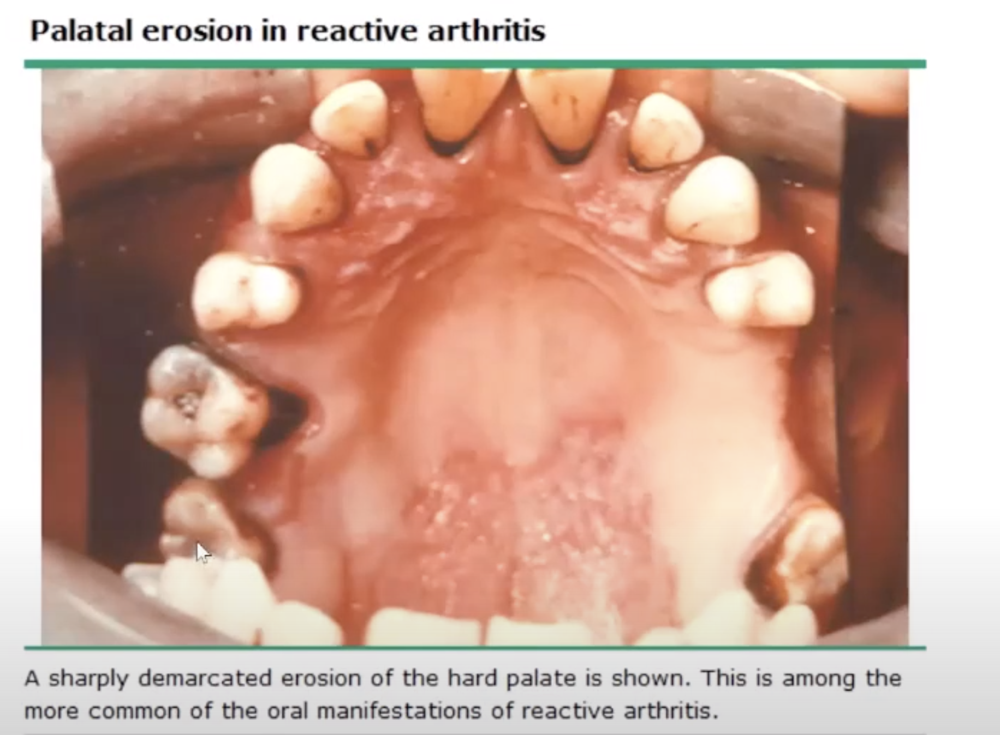 Palatal erosion in reactive arthritis
A sharply demarcated erosion of the hard palate is shown. This is among the
more common of the oral manifestations of reactive arthritis.